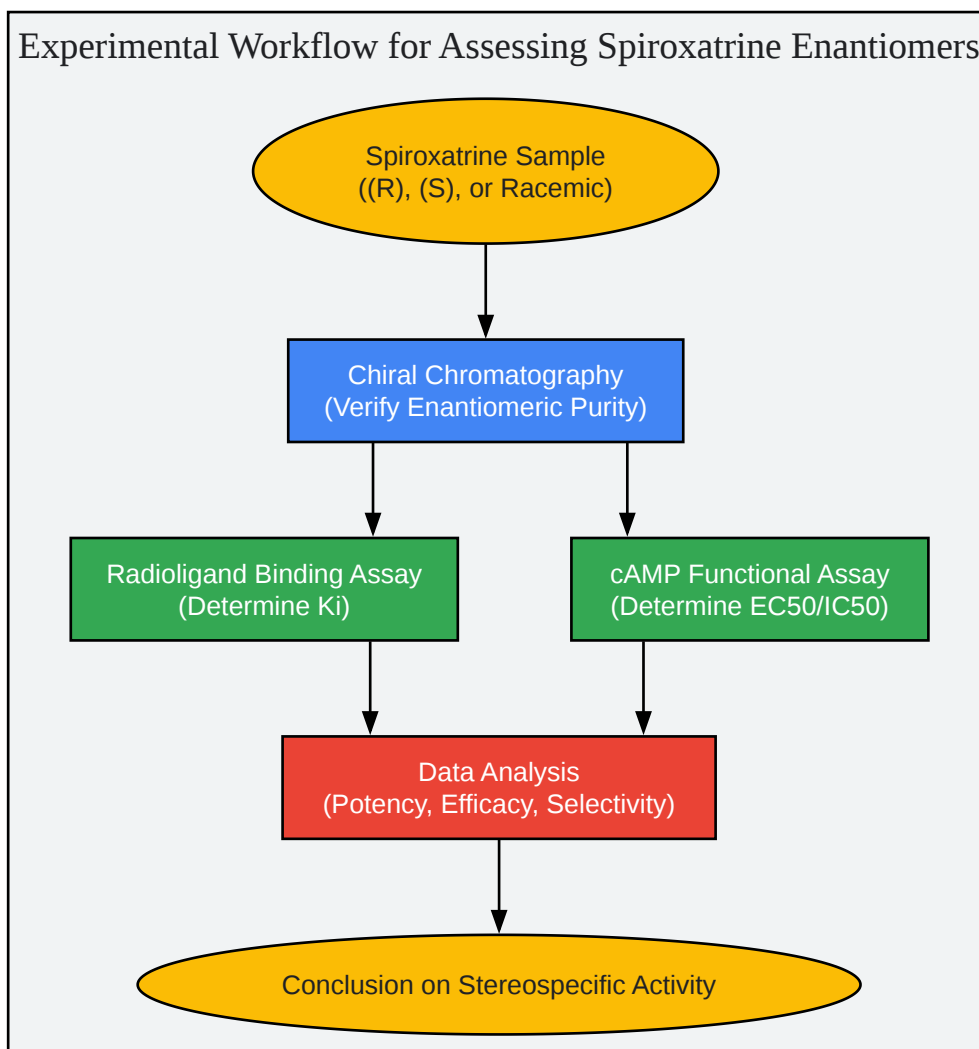 Experimental Workflow for Assessing Spiroxatrine Enantiomers
Spiroxatrine Sample
((R), (S), or Racemic)
Chiral Chromatography
(Verify Enantiomeric Purity)
Radioligand Binding Assay
(Determine Ki)
cAMP Functional Assay
(Determine EC50/IC50)
Data Analysis
(Potency, Efficacy, Selectivity)
Conclusion on Stereospecific Activity